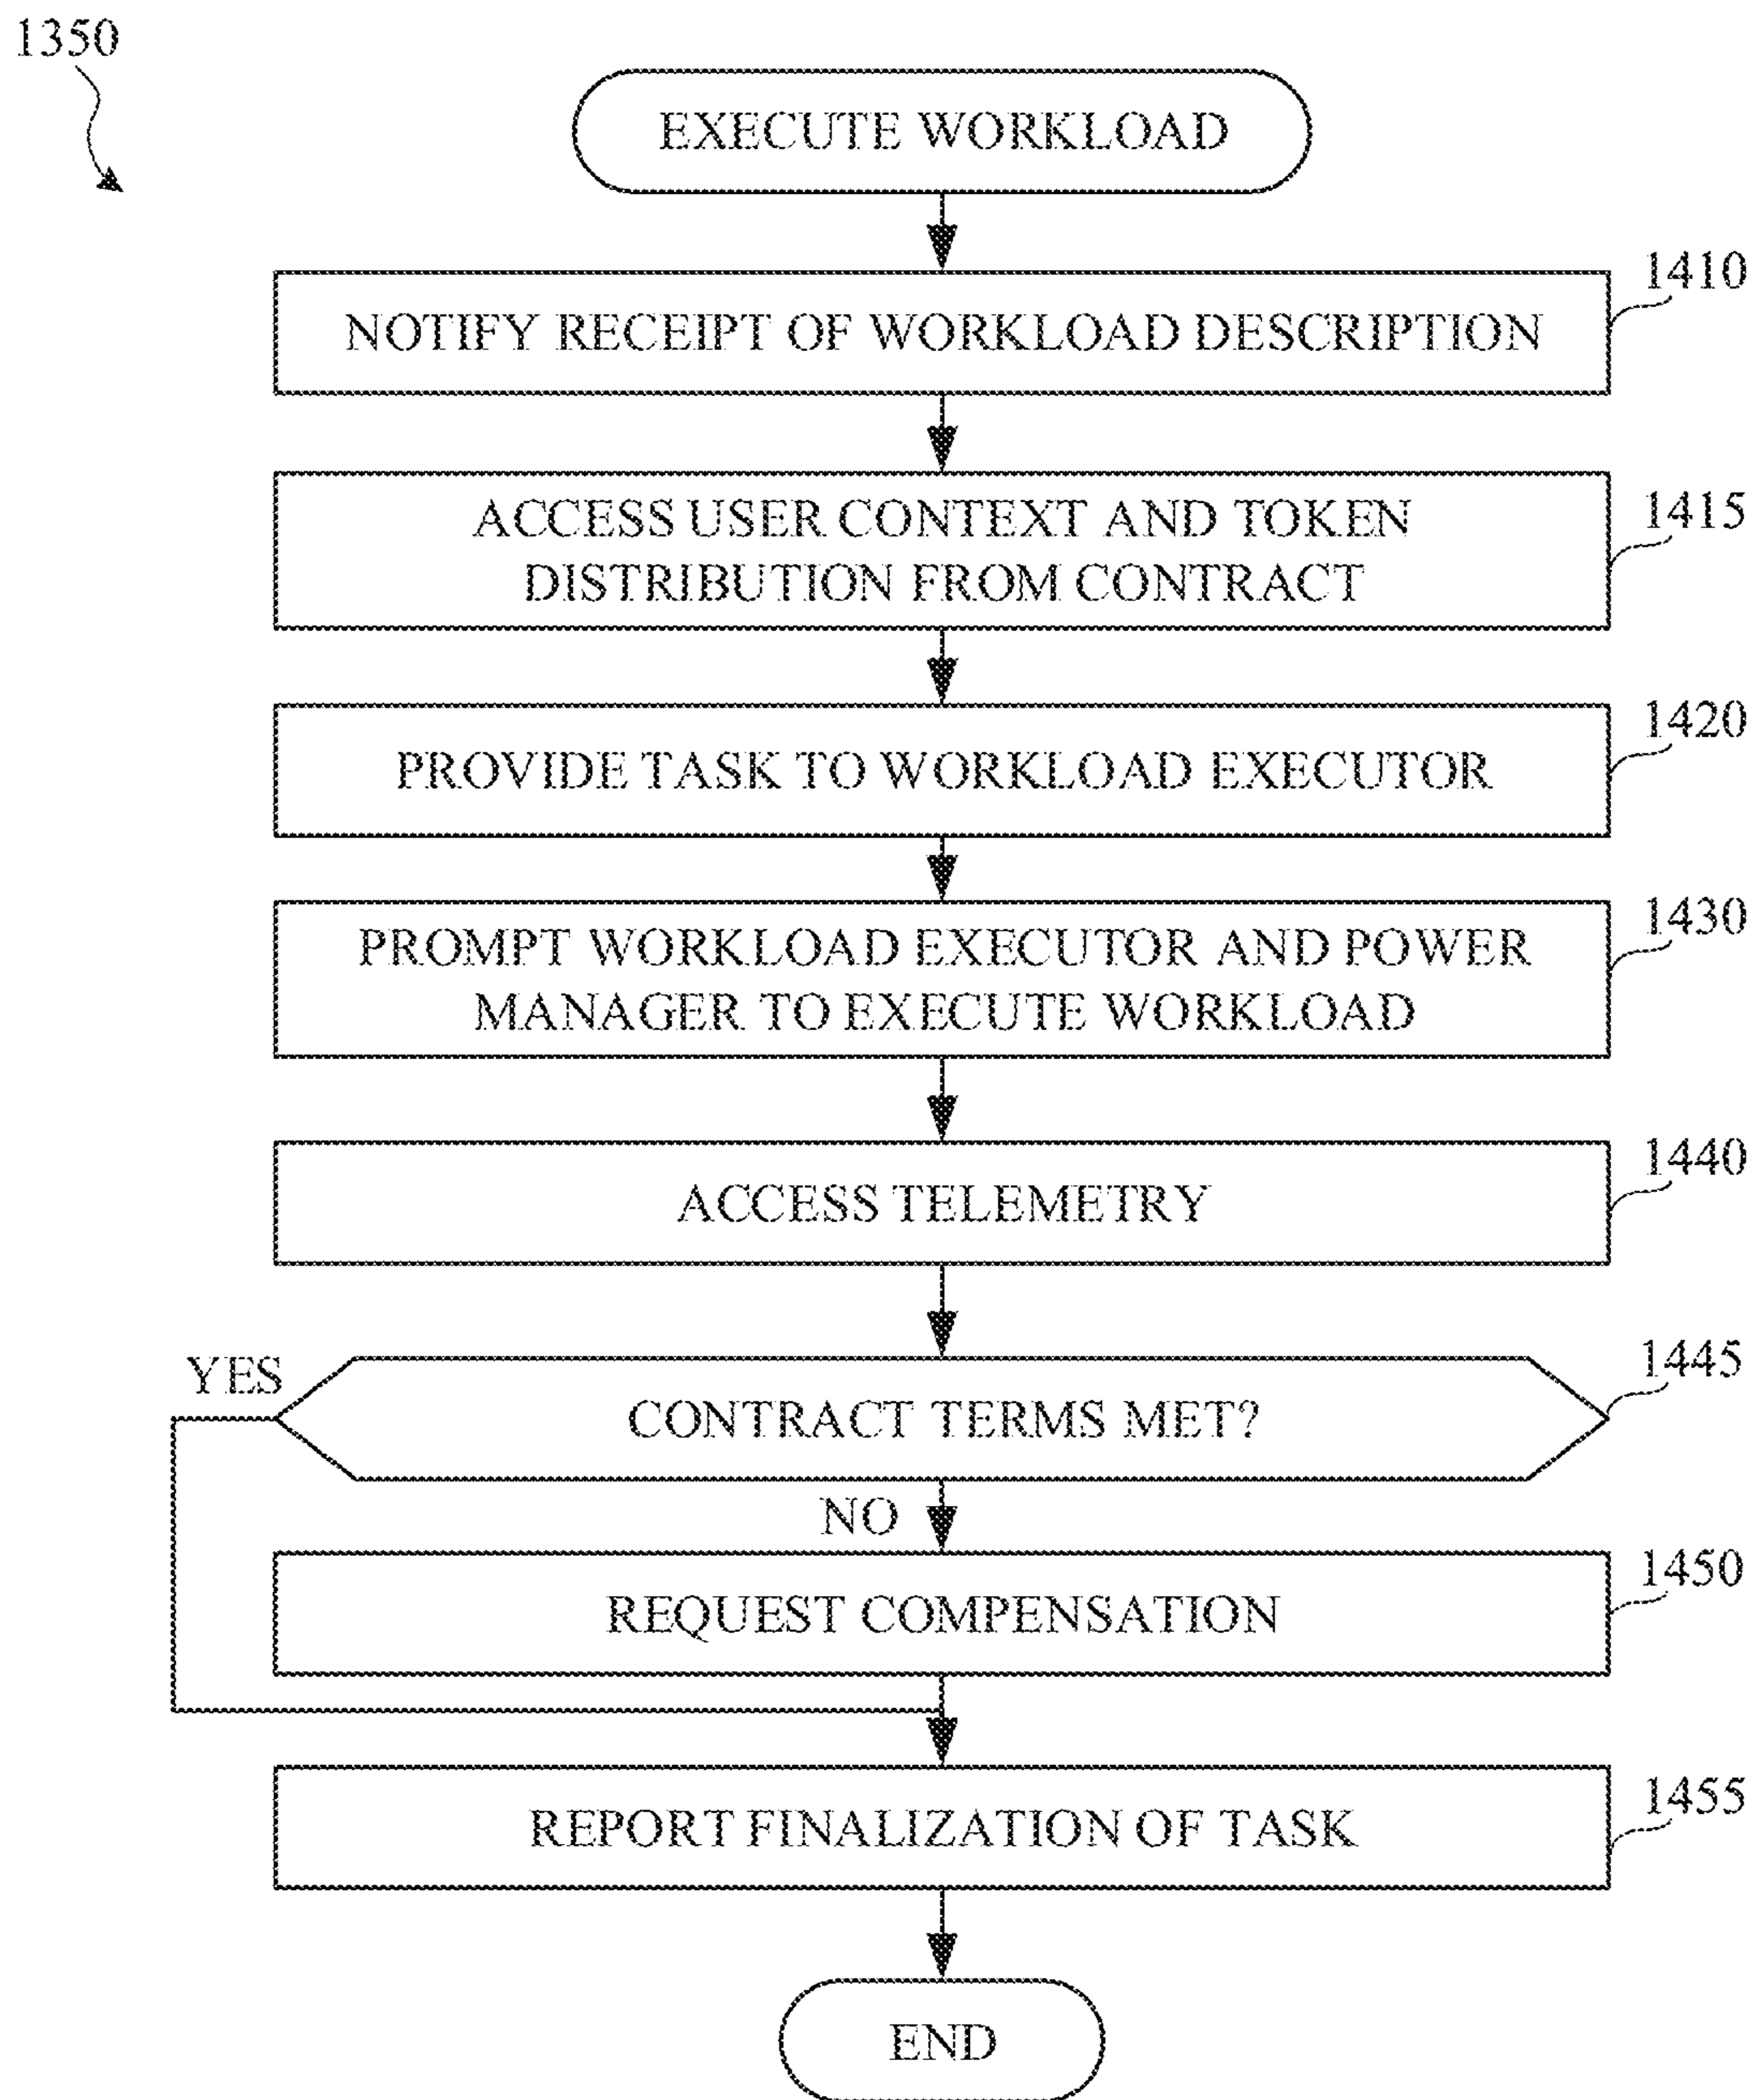 1350
EXECUTE WORKLOAD
1410
NOTIFY RECEIPT OF WORKLOAD DESCRIPTION
1415
ACCESS USER CONTEXT AND TOKEN
DISTRIBUTION FROM CONTRACT
1420
PROVIDE TASK TO WORKLOAD EXECUTOR
1430
PROMPT WORKLOAD EXECUTOR AND POWER
MANAGER TO EXECUTE WORKLOAD
1440
ACCESS TELEMETRY
1445
YES
CONTRACT TERMS MET?
NO
1450
REQUEST COMPENSATION
1455
REPORT FINALIZATION OF TASK
END